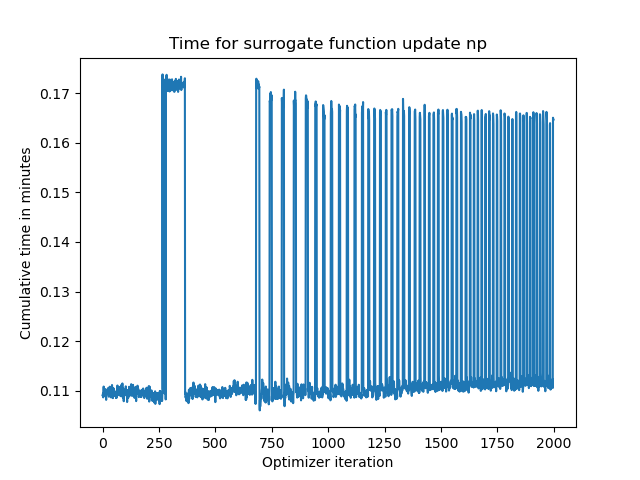 Time for surrogate function update np
Cumulative time in minutes
0.17
0.16
0.15
0.14
0.13
0.12
0.11
0 250 500 750 1000 1250 1500 1750 2000
Optimizer iteration